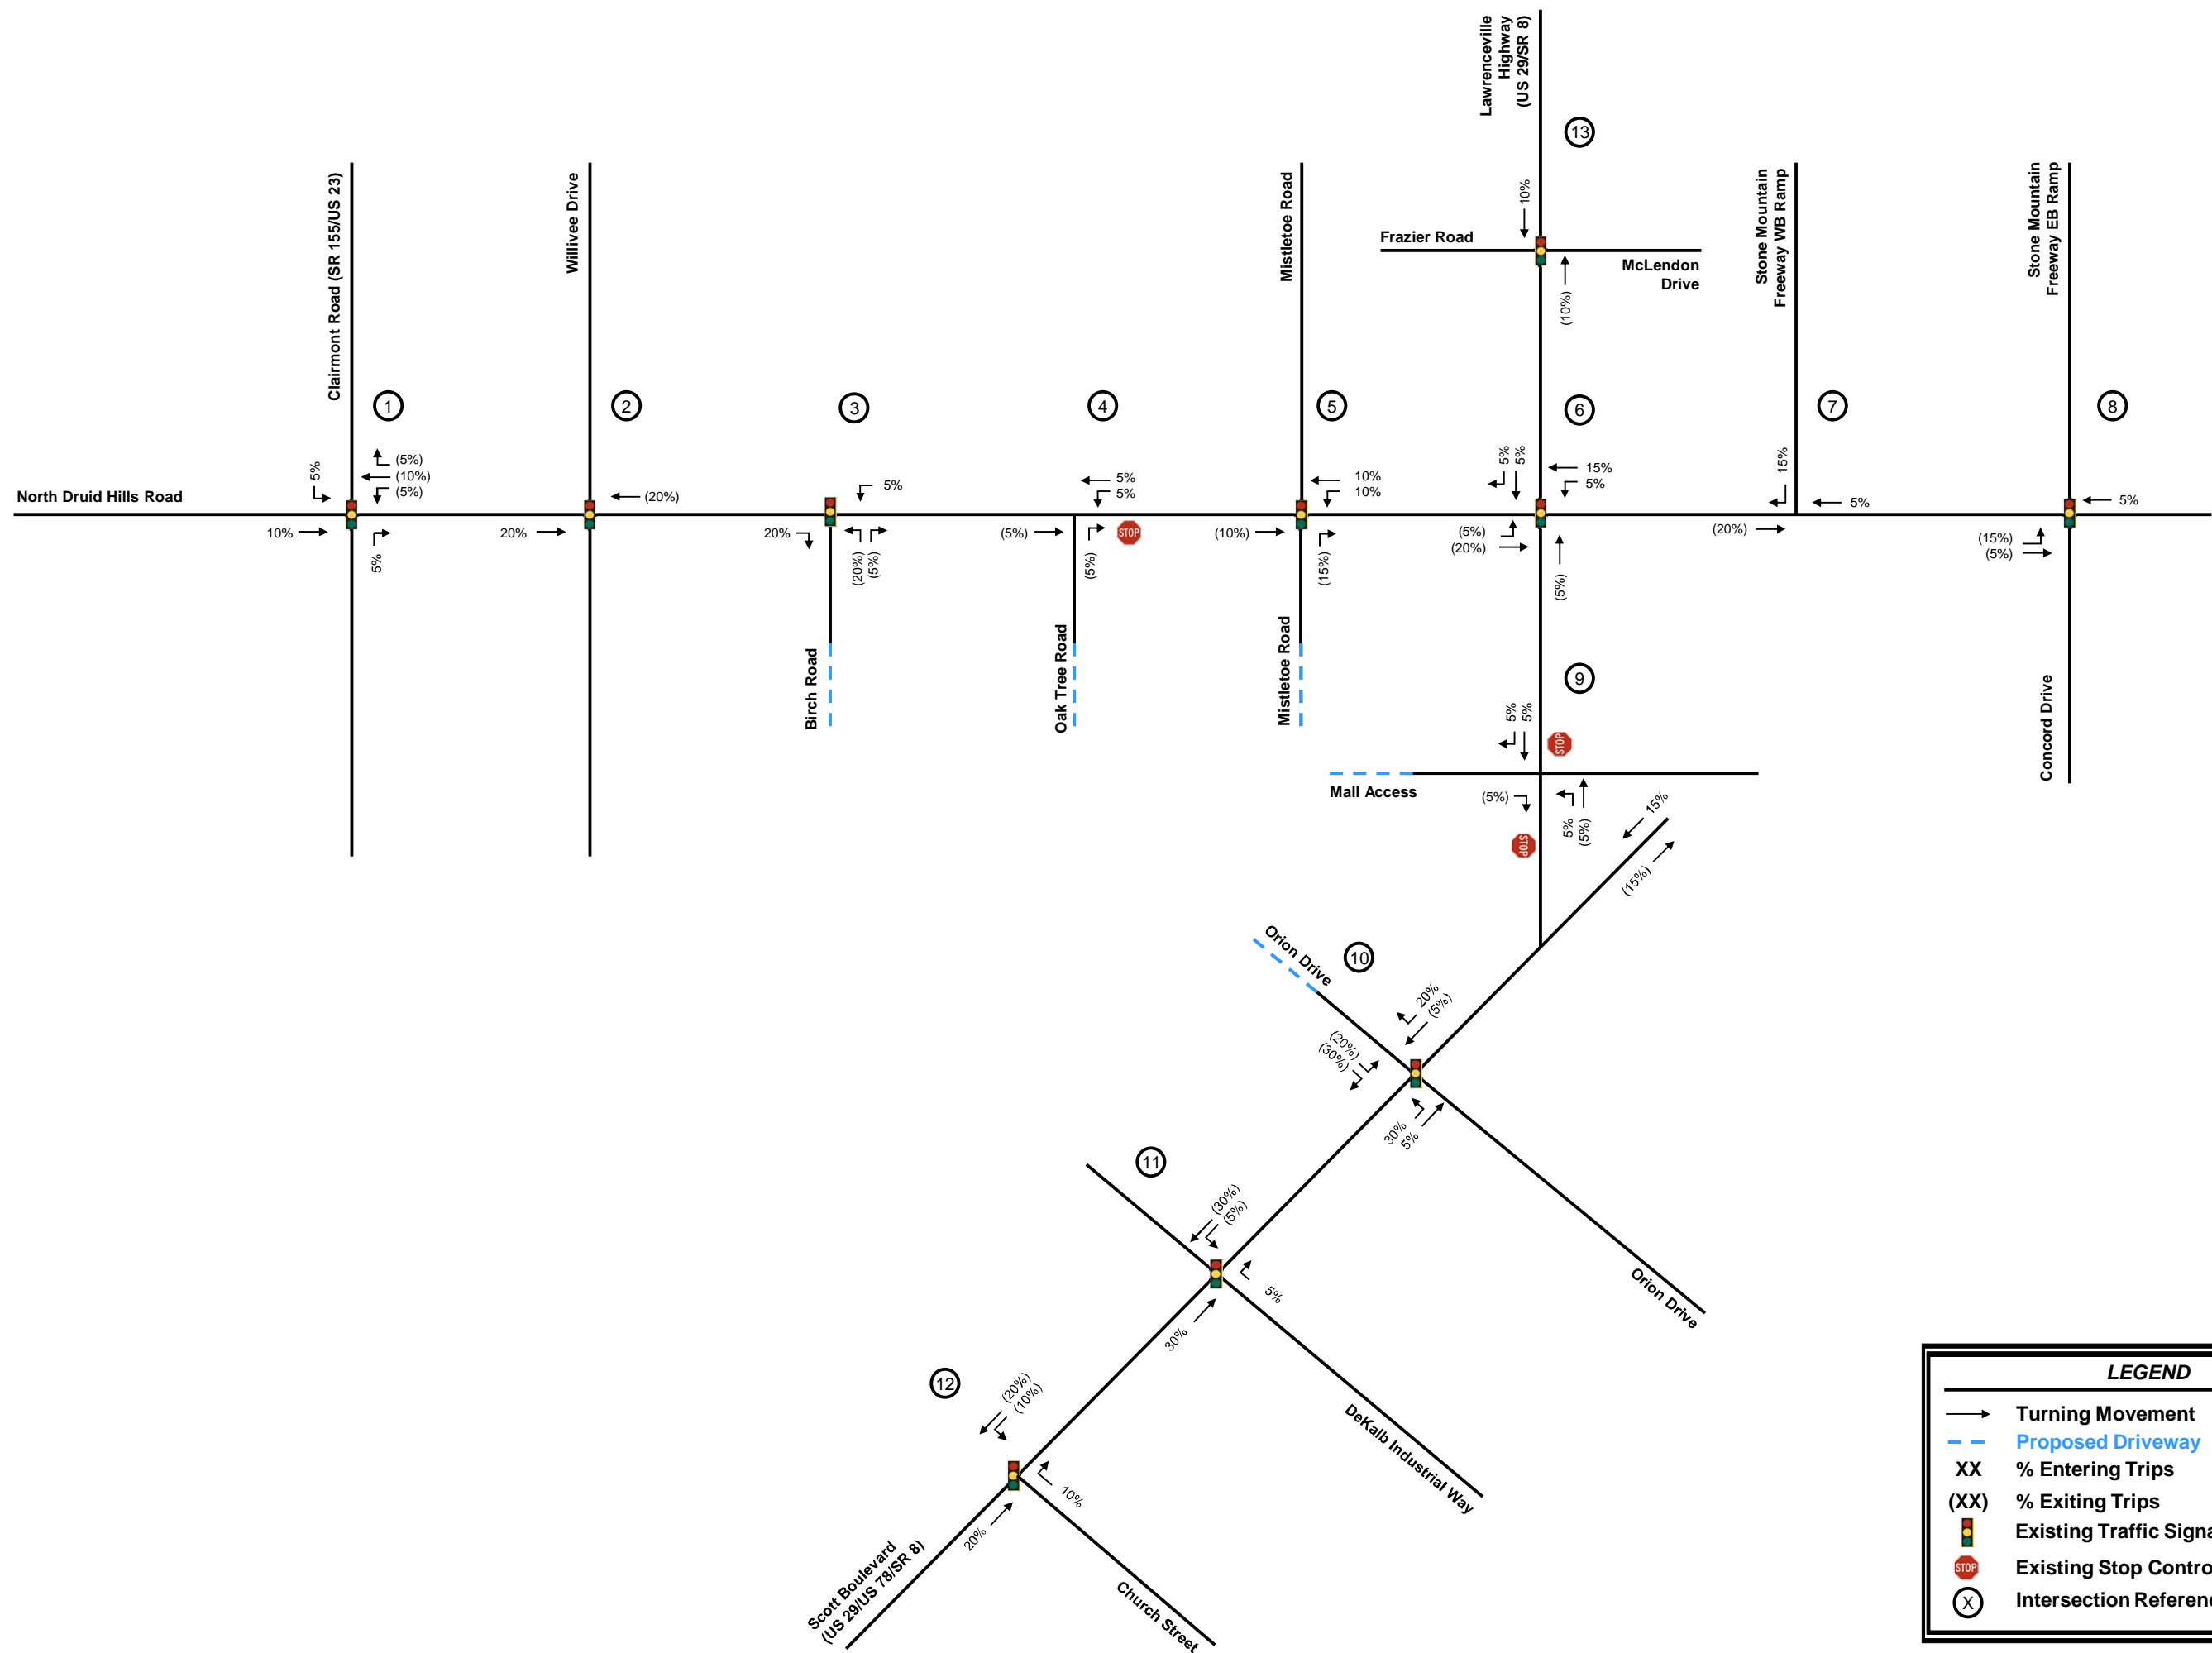 Lawrenceville
Highway
(US 29/SR 8)
13
10%
Frazier Road
McLendon
Drive
(10%)
Clairmont Road (SR 155/US 23)
Willivee Drive
Mistletoe Road
Stone Mountain
Freeway WB Ramp
Stone Mountain
Freeway EB Ramp
1
2
3
4
5
6
7
8
North Druid Hills Road
5%
(5%)
(10%)
(5%)
10%
5%
(20%)
20%
5%
20%
(20%)
(5%)
5%
5%
(5%)
(5%)
STOP
10%
10%
(10%)
(15%)
5%
5%
15%
5%
(5%)
(20%)
(5%)
15%
5%
(20%)
5%
(15%)
(5%)
Birch Road
Oak Tree Road
Mistletoe Road
Concord Drive
9
5%
5%
STOP
Mall Access
(5%)
5%
(5%)
STOP
15%
(15%)
Orion Drive
10
20%
(5%)
(20%)
(30%)
30%
5%
Orion Drive
11
(30%)
(5%)
5%
30%
DeKalb Industrial Way
12
(20%)
(10%)
10%
20%
Scott Boulevard
(US 29/US 78/SR 8)
Church Street
LEGEND
Turning Movement
Proposed Driveway
XX % Entering Trips
(XX) % Exiting Trips
Existing Traffic
STOP Existing Stop
X Intersection